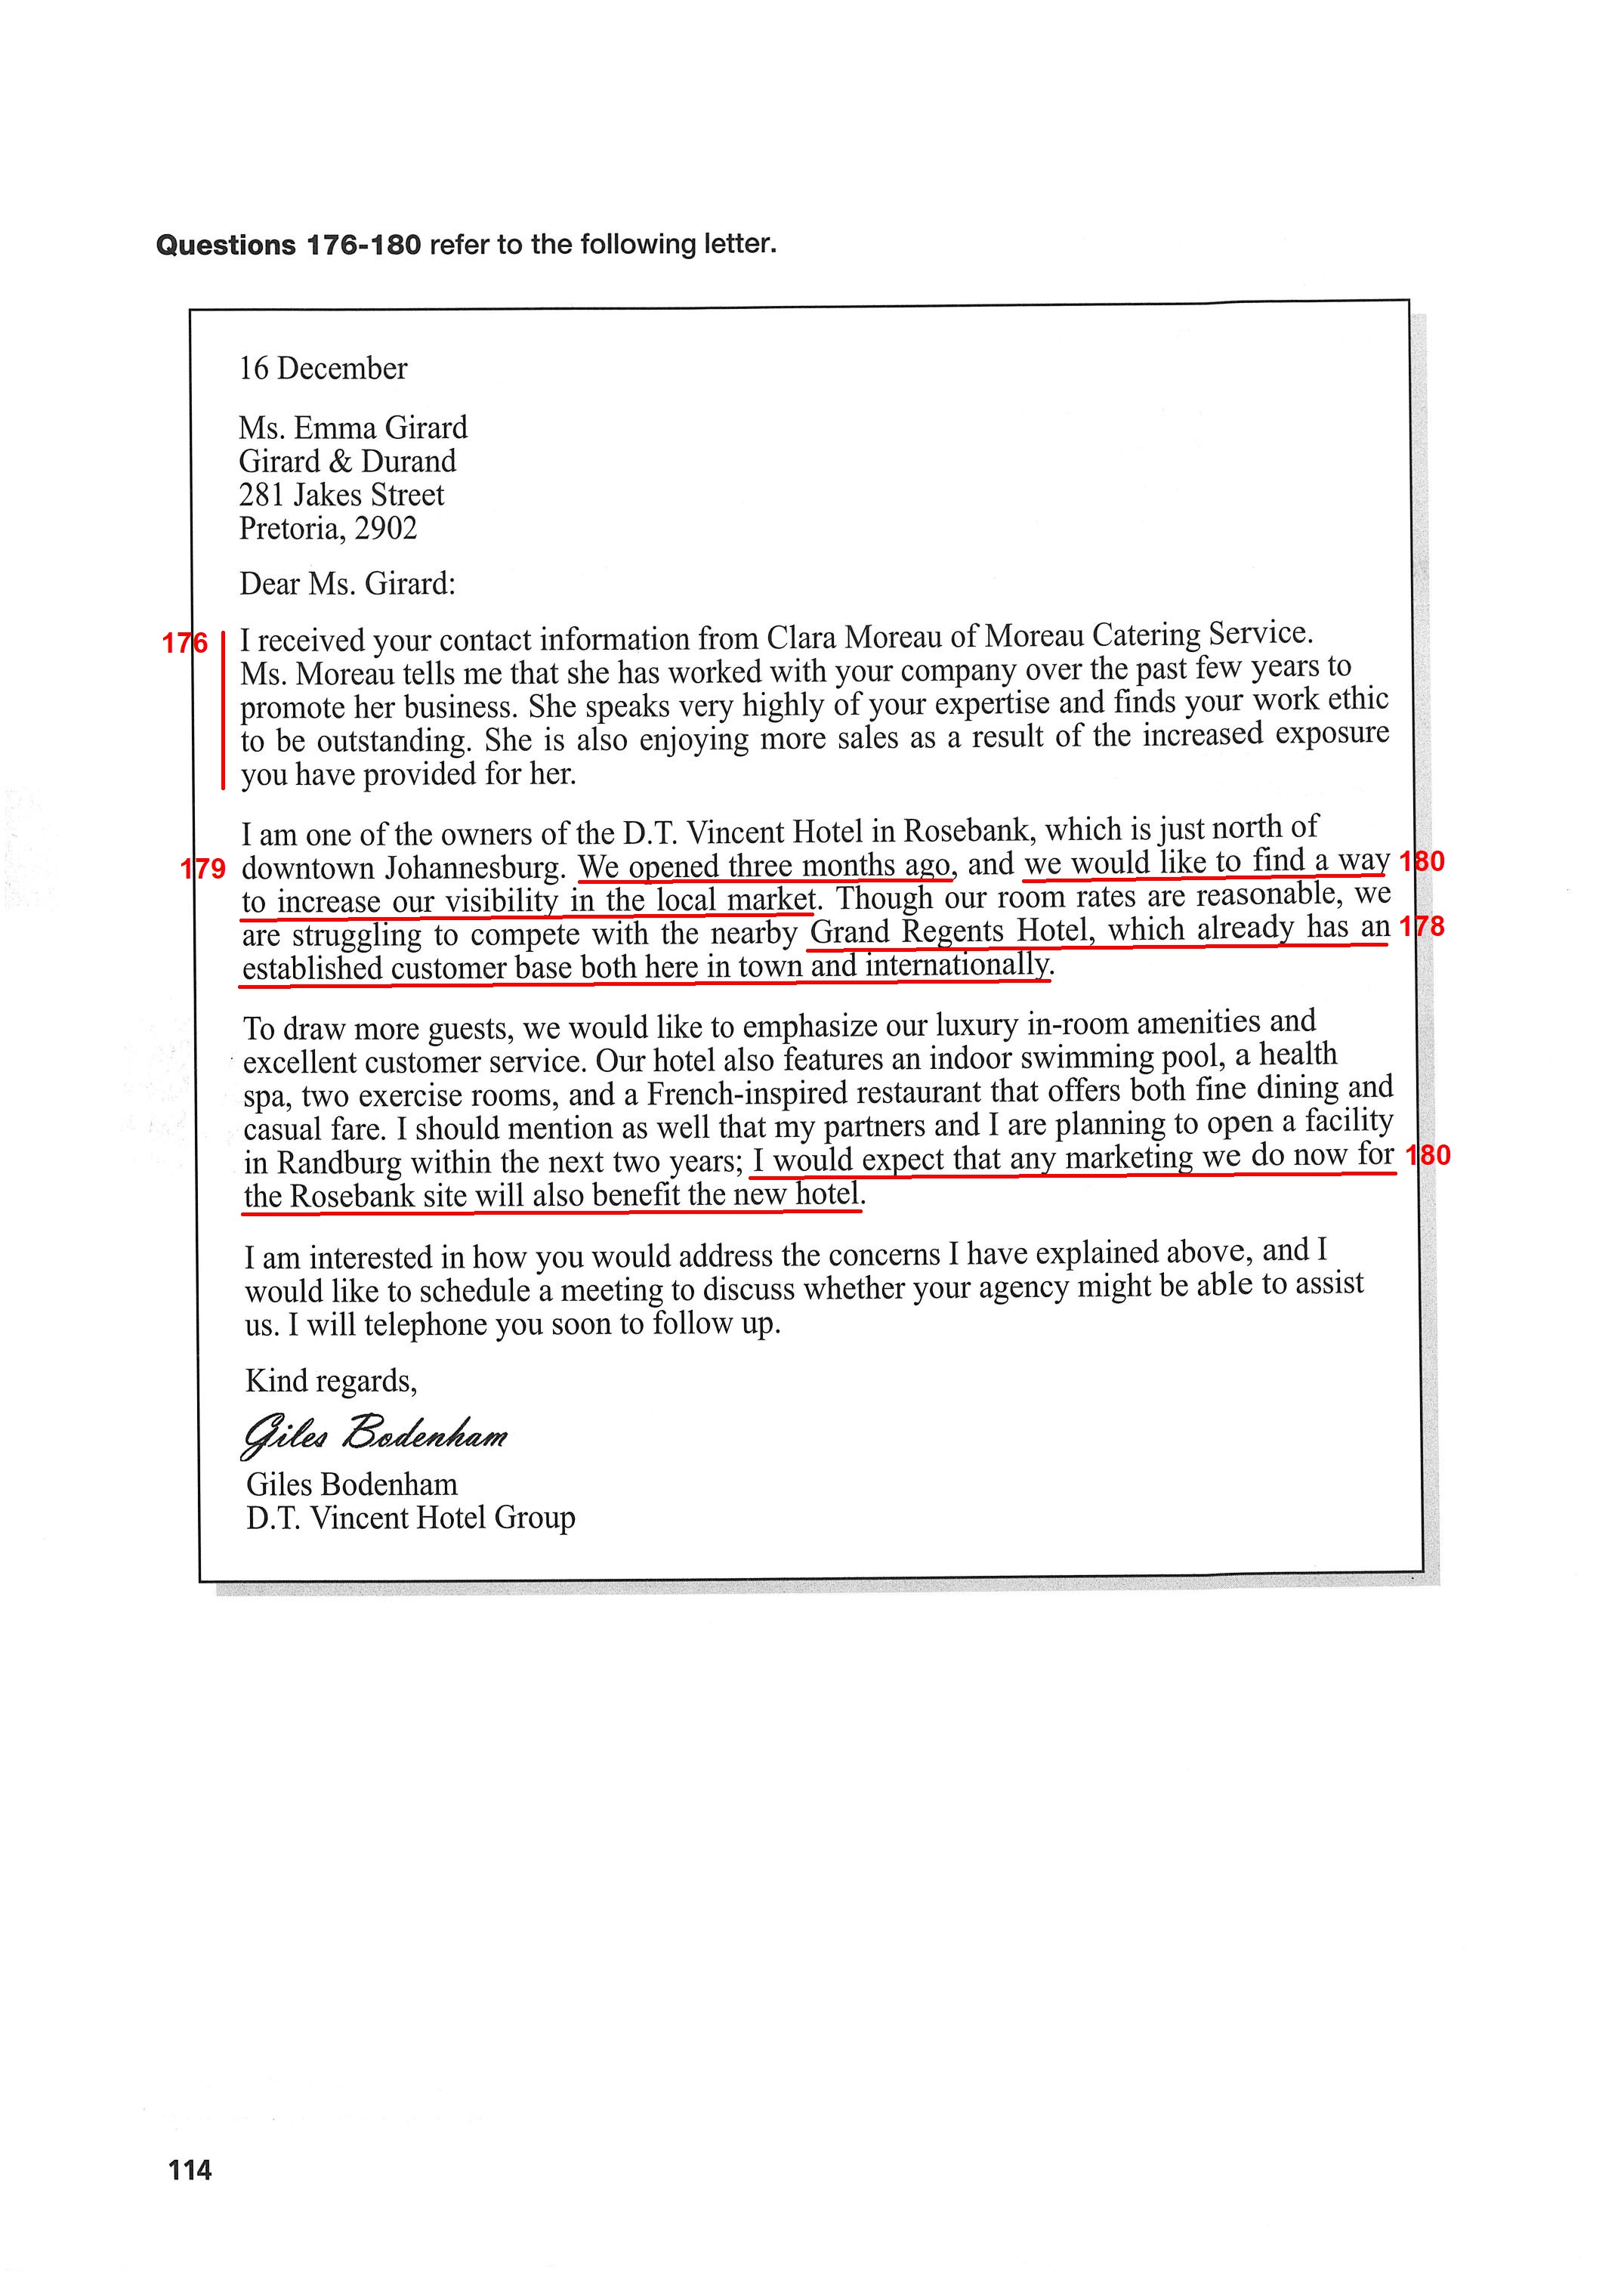 Questions 176-180 refer to the following letter.
16 December
Ms. Emma Girard
Girard & Durand
281 Jakes Street
Pretoria, 2902
Dear Ms. Girard:
176 I received your contact information from Clara Moreau of Moreau Catering Service.
Ms. Moreau tells me that she has worked with your company over the past few years to
promote her business. She speaks very highly of your expertise and finds your work ethic
to be outstanding. She is also enjoying more sales as a result of the increased exposure
you have provided for her.
I am one of the owners of the D.T. Vincent Hotel in Rosebank, which is just north of
179 downtown Johannesburg. We opened three months ago, and we would like to find a way 180
to increase our visibility in the local market. Though our room rates are reasonable, we
are struggling to compete with the nearby Grand Regents Hotel, which already has an 178
established customer base both here in town and internationally.
To draw more guests, we would like to emphasize our luxury in-room amenities and
excellent customer service. Our hotel also features an indoor swimming pool, a health
spa, two exercise rooms, and a French-inspired restaurant that offers both fine dining and
casual fare. I should mention as well that my partners and I are planning to open a facility
in Randburg within the next two years; I would expect that any marketing we do now for 180
the Rosebank site will also benefit the new hotel.
I am interested in how you would address the concerns I have explained above, and I
would like to schedule a meeting to discuss whether your agency might be able to assist
us. I will telephone you soon to follow up.
Kind regards,
Giles Bodenham
Giles Bodenham
D.T. Vincent Hotel Group
114